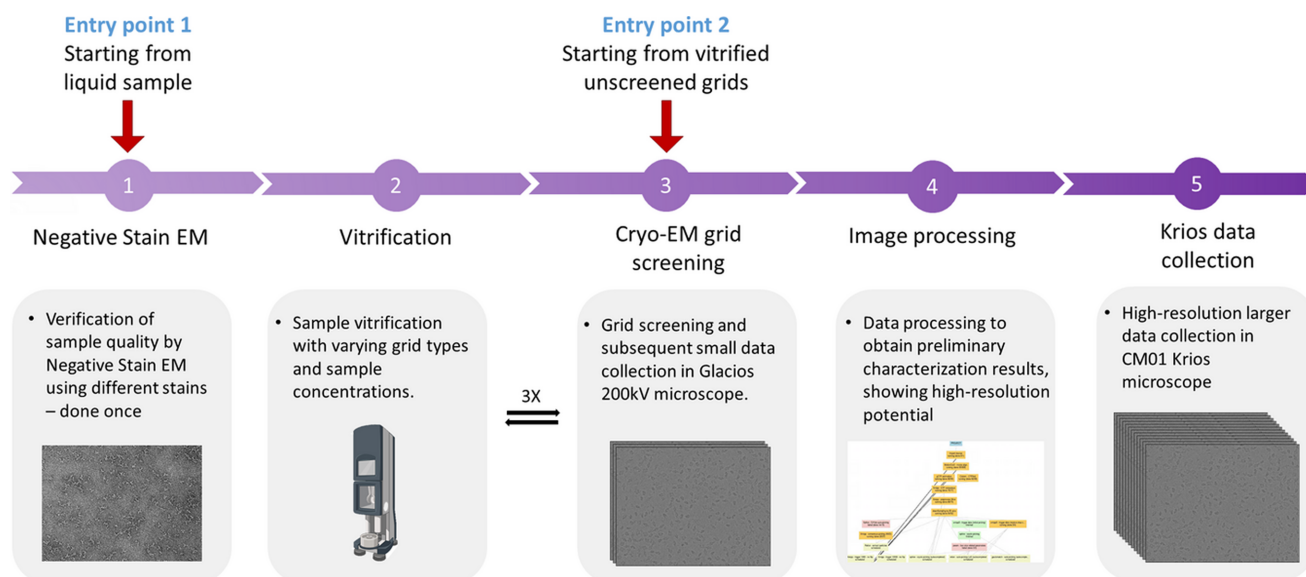 Entry point 1
Starting from
liquid sample
Entry point 2
Starting from vitrified
unscreened grids
1
2
3
4
5
Negative Stain EM
Vitrification
Cryo-EM grid
screening
Image processing
Krios data
collection
• Verification of
sample quality by
Negative Stain EM
using different stains
– done once
• Sample vitrification
with varying grid types
and sample
concentrations.
3X
• Grid screening and
subsequent small data
collection in Glacios
200kV microscope.
• Data processing to
obtain preliminary
characterization results,
showing high-resolution
potential
• High-resolution larger
data collection in
CM01 Krios
microscope